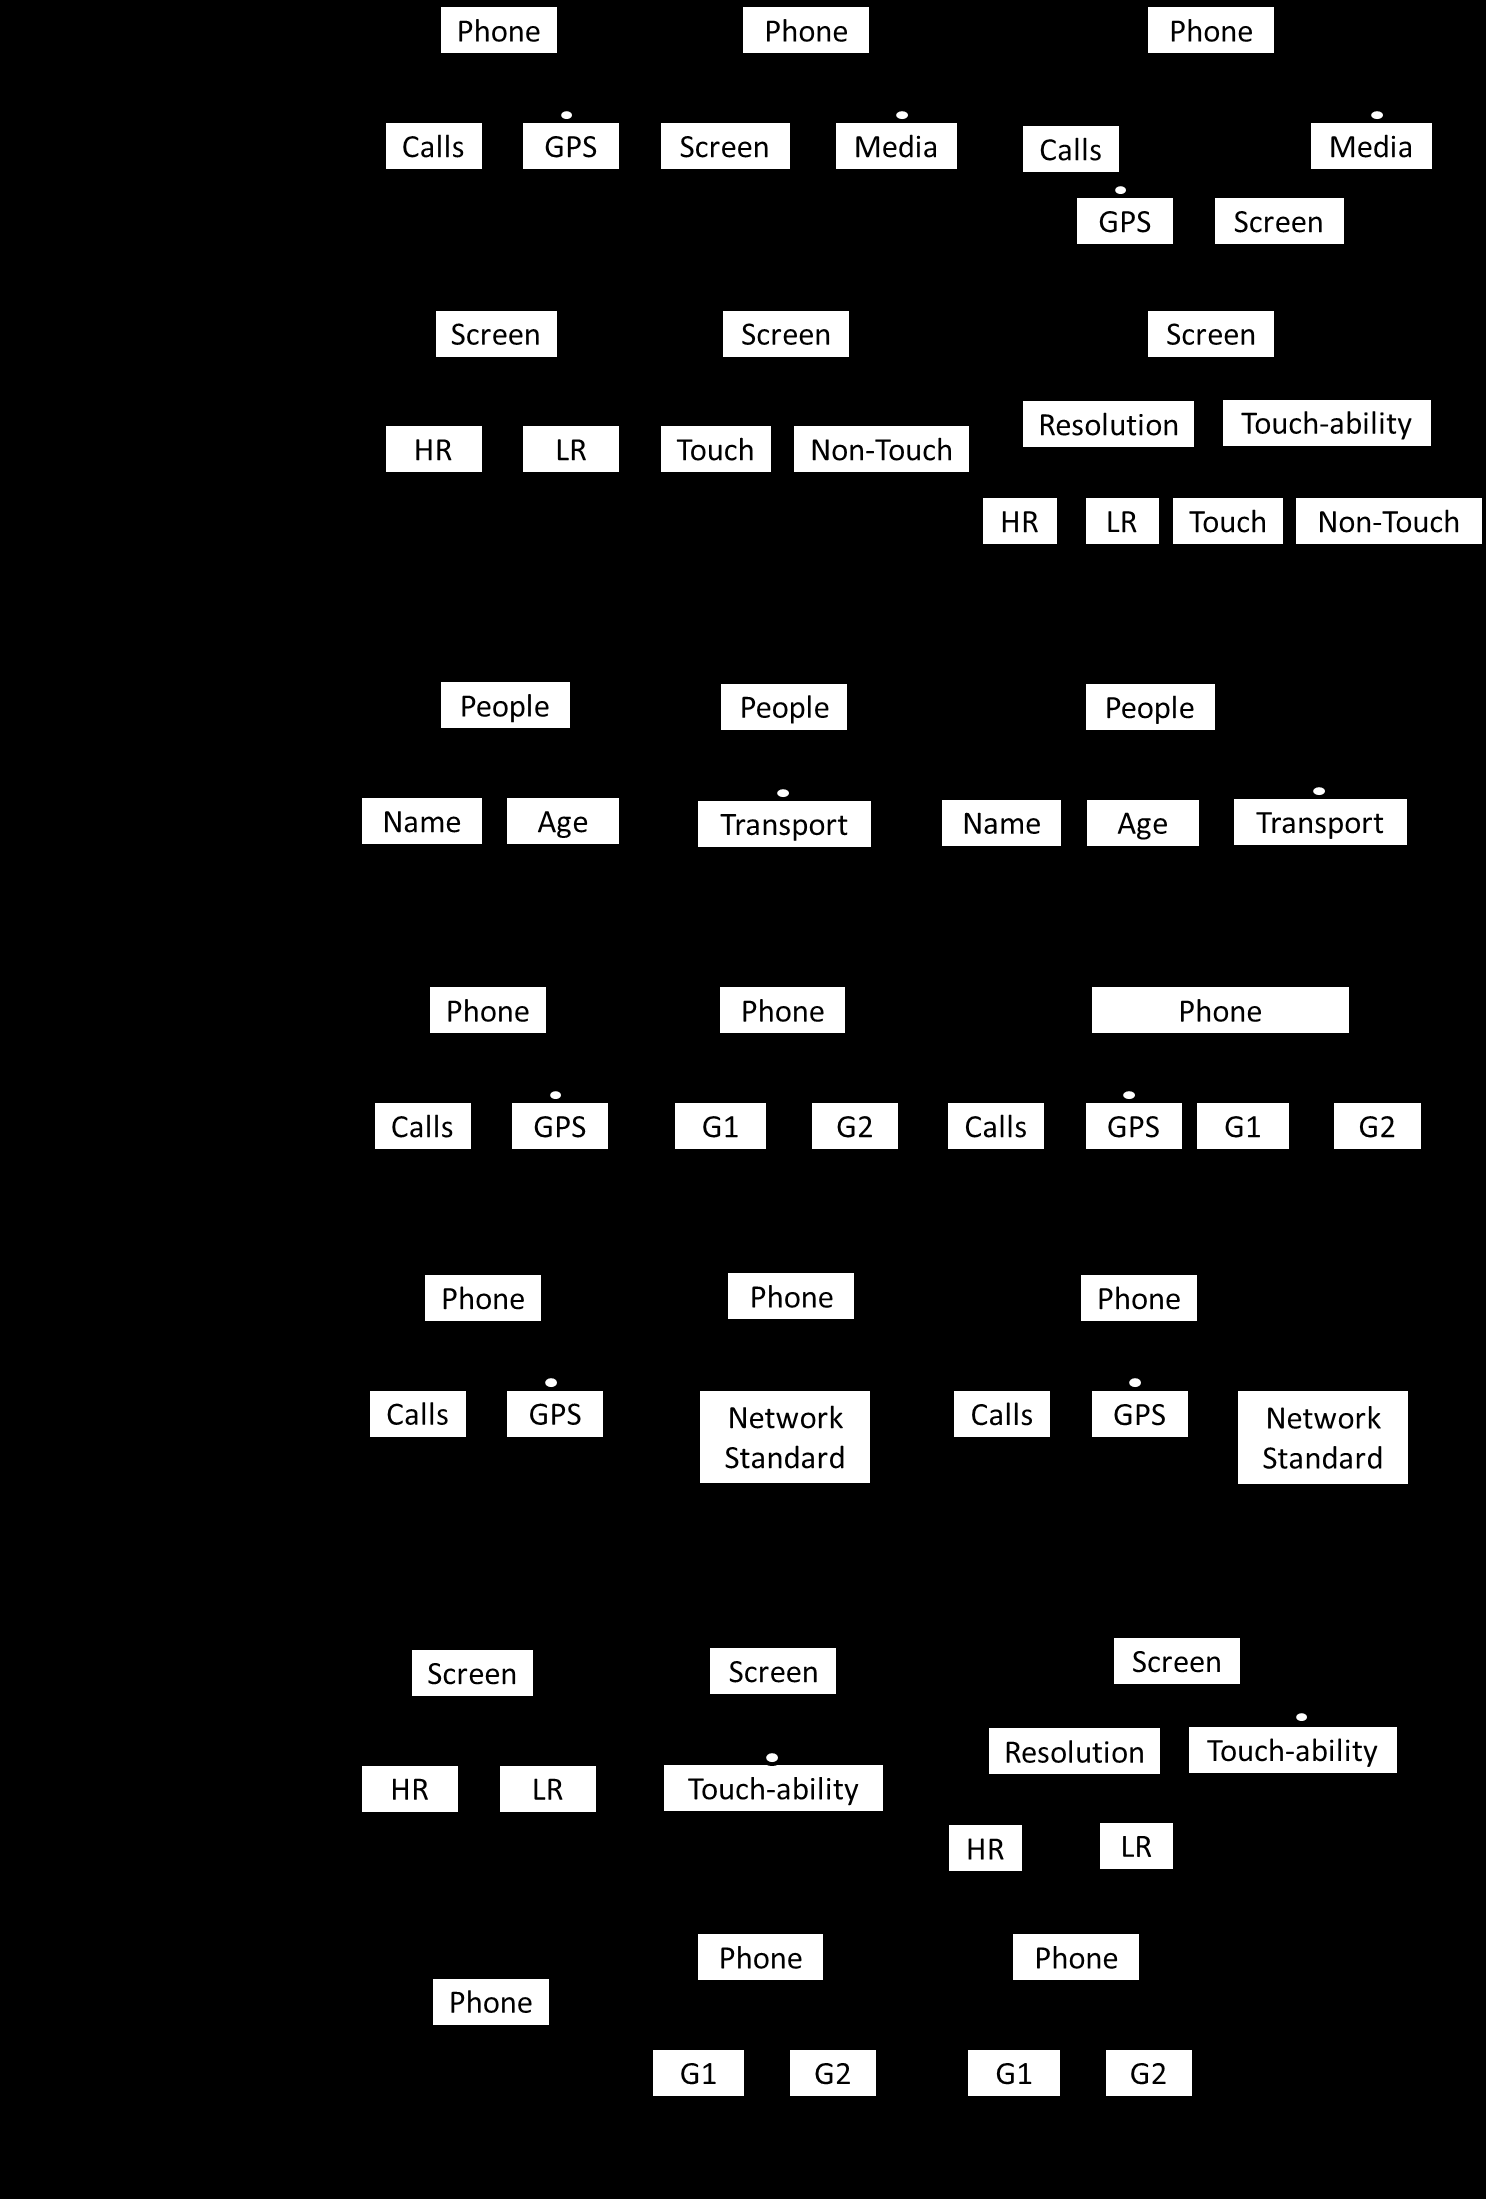 Phone Phone Phone
Calls GPS Screen Media Calls Media
GPS Screen
Screen Screen Screen
Resolution Touch-ability
HR LR Touch Non-Touch
HR LR Touch Non-Touch
People People People
Name Age Transport Name Age Transport
Phone Phone Phone
Calls GPS G1 G2 Calls GPS G1 G2
Phone Phone Phone
Calls GPS Network Calls GPS Network
Standard Standard
Screen Screen Screen
Resolution Touch-ability
HR LR Touch-ability
HR LR
Phone Phone
Phone
G1 G2 G1 G2